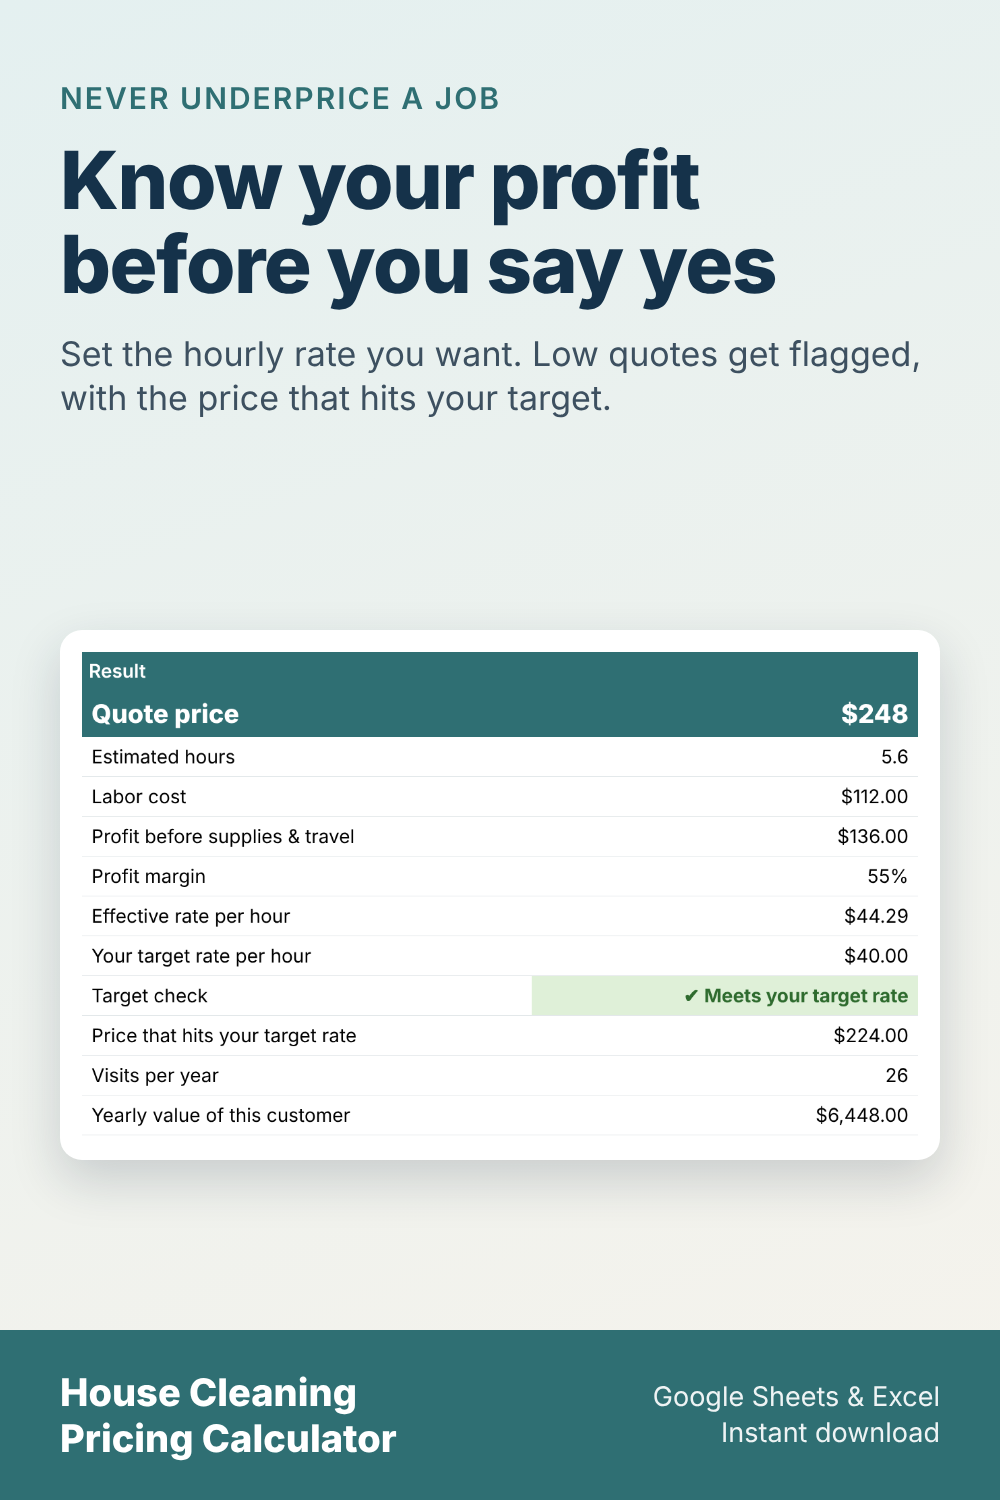 NEVER UNDERPRICE A JOB
Know your profit
before you say yes
Set the hourly rate you want. Low quotes get flagged,
with the price that hits your target.
Result
Quote price $248
Estimated hours 5.6
Labor cost $112.00
Profit before supplies & travel $136.00
Profit margin 55%
Effective rate per hour $44.29
Your target rate per hour $40.00
Target check ✔ Meets your target rate
Price that hits your target rate $224.00
Visits per year 26
Yearly value of this customer $6,448.00
House Cleaning
Pricing Calculator
Google Sheets & Excel
Instant download